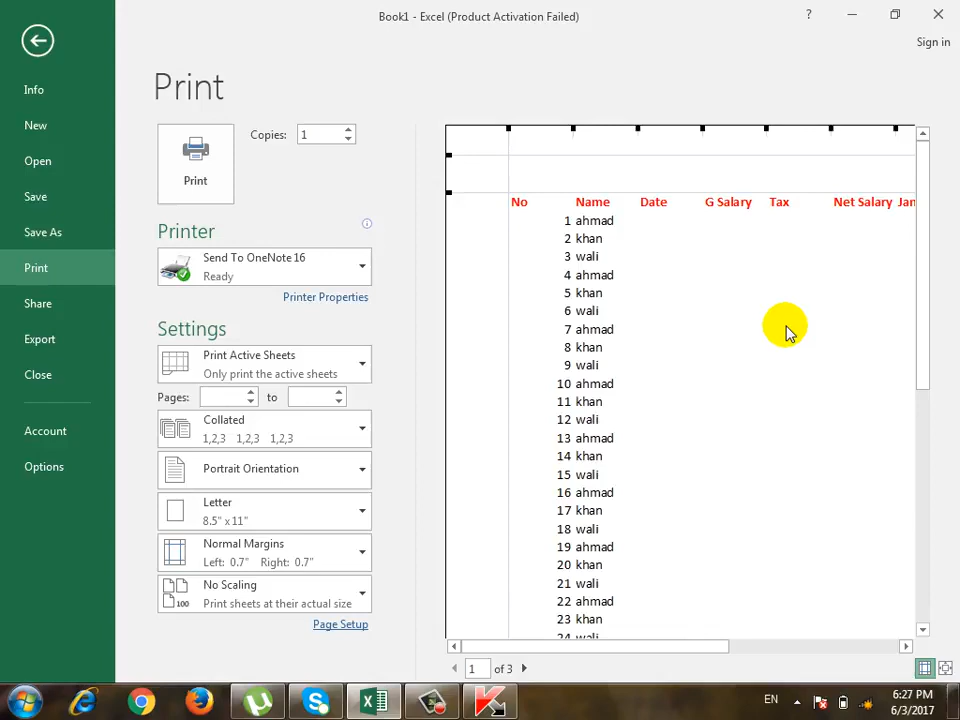 Book1 - Excel (Product Activation Failed)
?
Sign in
Info
New
Open
Save
Save As
Print
Share
Export
Close
Account
Options
Print
Print
Copies: 1
Printer
Send To OneNote 16
Ready
Printer Properties
Settings
Print Active Sheets
Only print the active sheets
Pages: to
Collated
1,2,3 1,2,3 1,2,3
Portrait Orientation
Letter
8.5" x 11"
Normal Margins
Left: 0.7" Right: 0.7"
No Scaling
Print sheets at their actual size
100
Page Setup
No Name Date G Salary Tax Net Salary Jan
1 ahmad
2 khan
3 wali
4 ahmad
5 khan
6 wali
7 ahmad
8 khan
9 wali
10 ahmad
11 khan
12 wali
13 ahmad
14 khan
15 wali
16 ahmad
17 khan
18 wali
19 ahmad
20 khan
21 wali
22 ahmad
23 khan
24 wali
1 of 3
EN
6:27 PM
6/3/2017